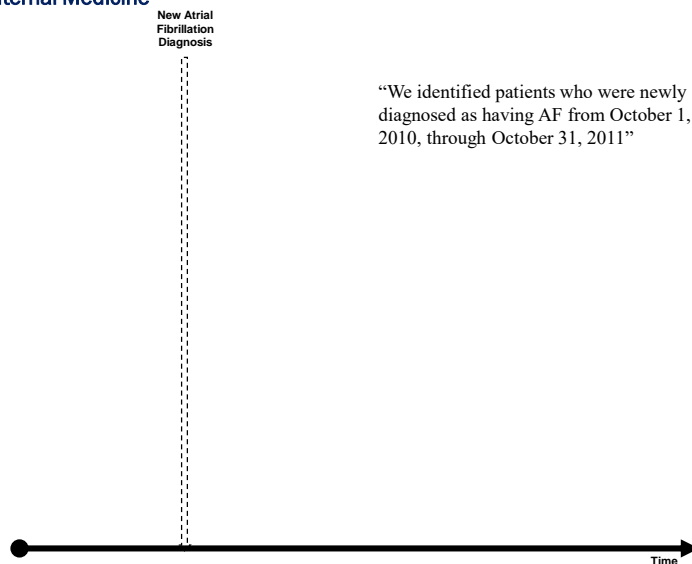 New Atrial
Fibrillation
Diagnosis
“We identified patients who were newly
diagnosed as having AF from October 1,
2010, through October 31, 2011”
Time